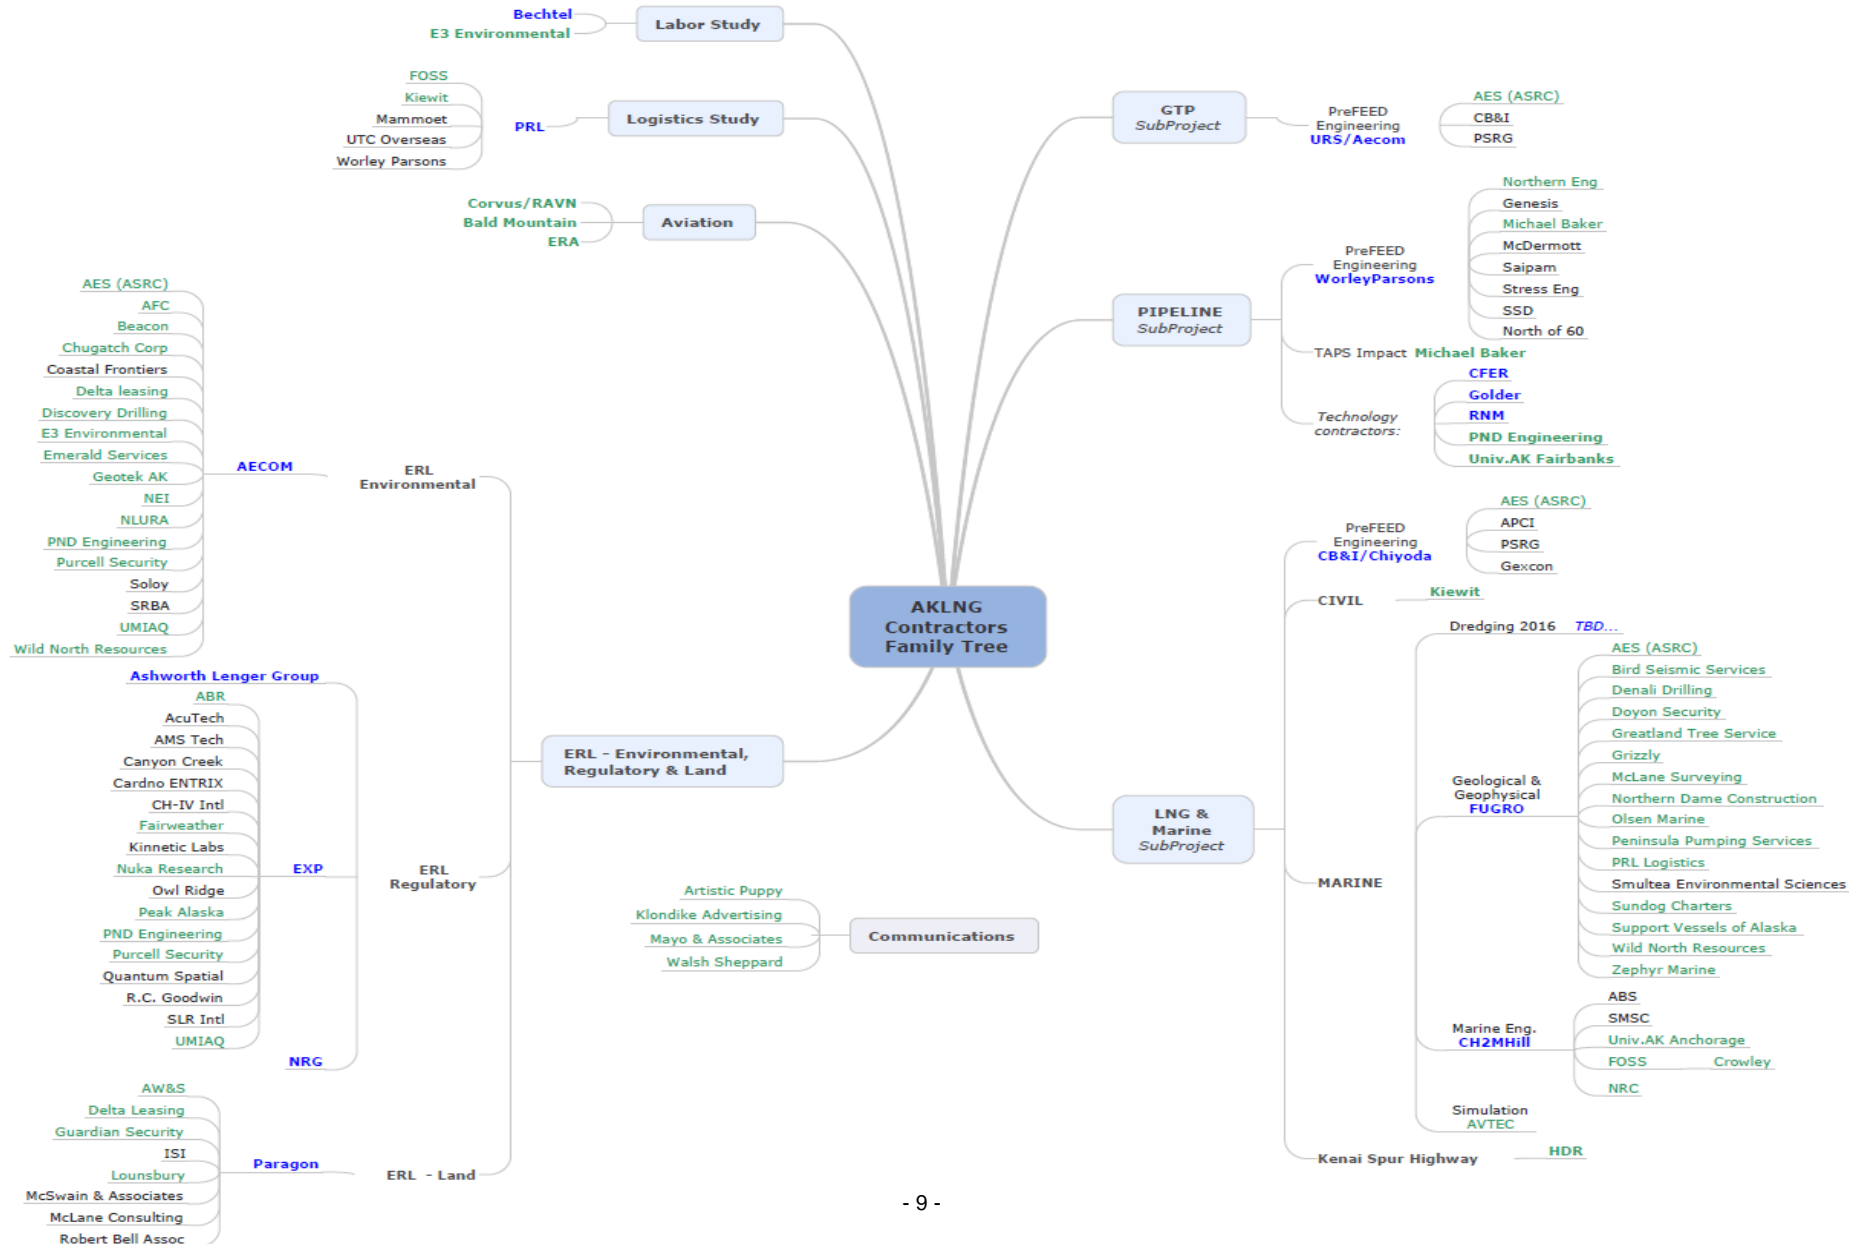 Bechtel
E3 Environmental
Labor Study
FOSS
Kiewit
Mammoet
UTC Overseas
Worley Parsons
PRL
Logistics Study
Corvus/RAVN
Bald Mountain
ERA
Aviation
AES (ASRC)
AFC
Beacon
Chugatch Corp
Coastal Frontiers
Delta leasing
Discovery Drilling
E3 Environmental
Emerald Services
Geotek AK
NEI
NLURA
PND Engineering
Purcell Security
Soloy
SRBA
UMIAQ
Wild North Resources
AECOM
ERL
Environmental
Ashworth Lenger Group
ABR
AcuTech
AMS Tech
Canyon Creek
Cardno ENTRIX
CH-IV Intl
Fairweather
Kinnetic Labs
Nuka Research
Owl Ridge
Peak Alaska
PND Engineering
Purcell Security
Quantum Spatial
R.C. Goodwin
SLR Intl
UMIAQ
EXP
NRG
ERL
Regulatory
AW&S
Delta Leasing
Guardian Security
ISI
Lounsbury
McSwain & Associates
McLane Consulting
Robert Bell Assoc
Paragon
ERL - Land
ERL - Environmental,
Regulatory & Land
Artistic Puppy
Klondike Advertising
Mayo & Associates
Walsh Sheppard
Communications
AKLNG
Contractors
Family Tree
GTP
SubProject
PreFEED
Engineering
URS/Aecom
AES (ASRC)
CB&I
PSRG
PIPELINE
SubProject
PreFEED
Engineering
WorleyParsons
Northern Eng
Genesis
Michael Baker
McDermott
Saipam
Stress Eng
SSD
North of 60
TAPS Impact Michael Baker
Technology
contractors:
CFER
Golder
RNM
PND Engineering
Univ.AK Fairbanks
LNG &
Marine
SubProject
PreFEED
Engineering
CB&I/Chiyoda
AES (ASRC)
APCI
PSRG
Gexcon
CIVIL
Kiewit
MARINE
Dredging 2016 TBD...
Geological &
Geophysical
FUGRO
AES (ASRC)
Bird Seismic Services
Denali Drilling
Doyon Security
Greatland Tree Service
Grizzly
McLane Surveying
Northern Dame Construction
Olsen Marine
Peninsula Pumping Services
PRL Logistics
Smultea Environmental Sciences
Sundog Charters
Support Vessels of Alaska
Wild North Resources
Zephyr Marine
Marine Eng.
CH2MHill
ABS
SMSC
Univ.AK Anchorage
FOSS Crowley
NRC
Simulation
AVTEC
Kenai Spur Highway
HDR
- 9 -